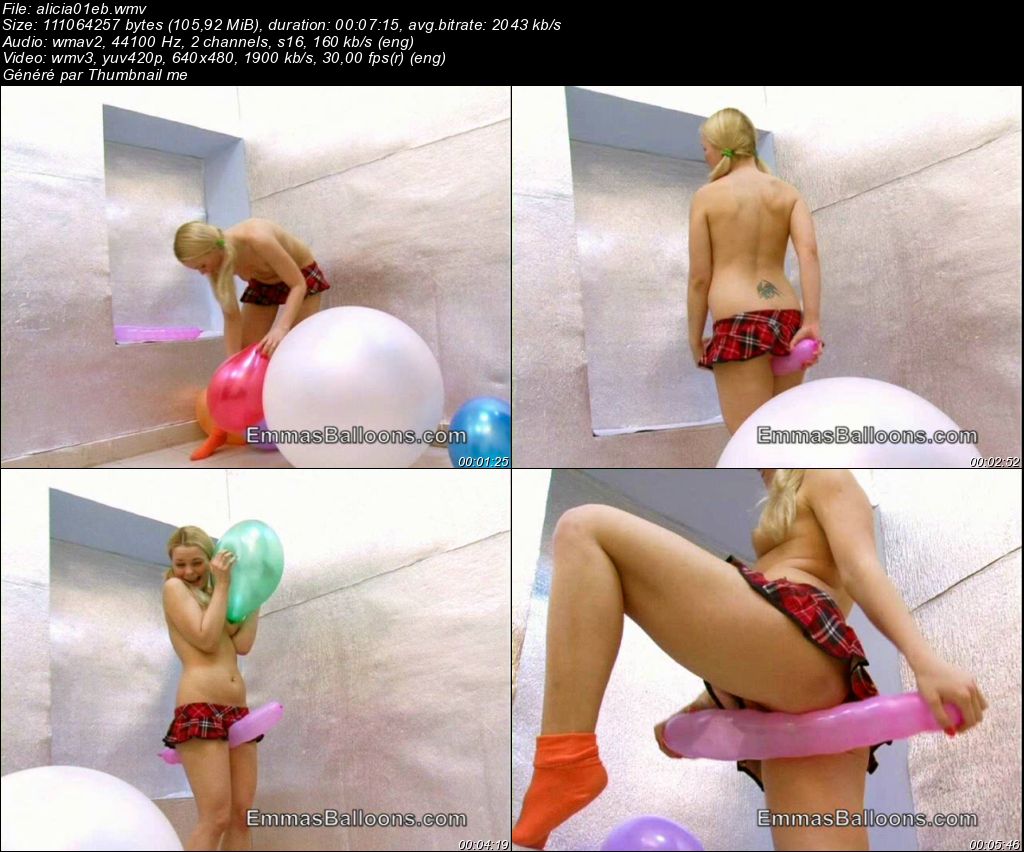 File: alicia01eb.wmv
Size: 111064257 bytes (105,92 MiB), duration: 00:07:15, avg.bitrate: 2043 kb/s
Audio: wmav2, 44100 Hz, 2 channels, s16, 160 kb/s (eng)
Video: wmv3, yuv420p, 640x480, 1900 kb/s, 30,00 fps(r) (eng)
Généré par Thumbnail me
EmmasBalloons.com
00:01:25
EmmasBalloons.com
00:02:52
EmmasBalloons.com
00:04:19
EmmasBalloons.com
00:05:46